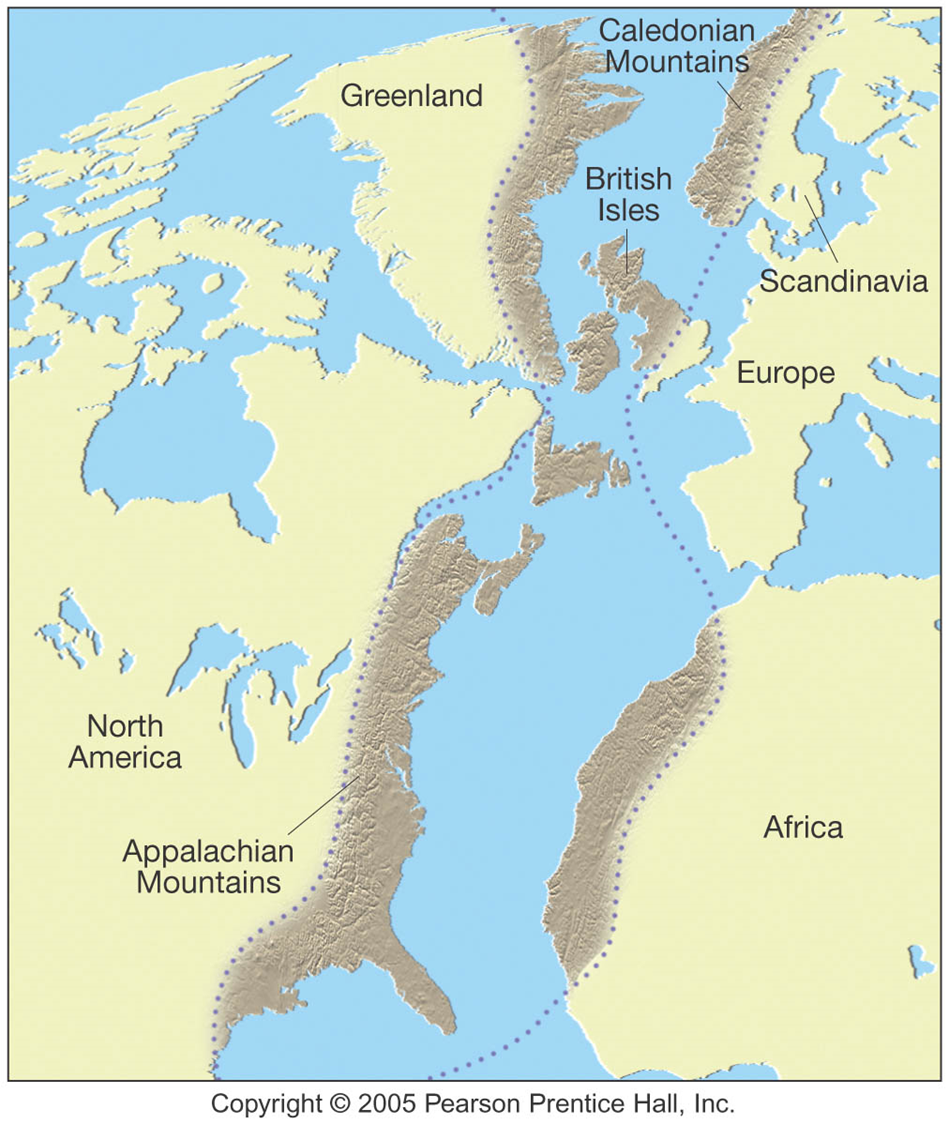 Caledonian
Mountains
Greenland
British
Isles
Scandinavia
Europe
North
America
Africa
Appalachian
Mountains
Copyright © 2005 Pearson Prentice Hall, Inc.